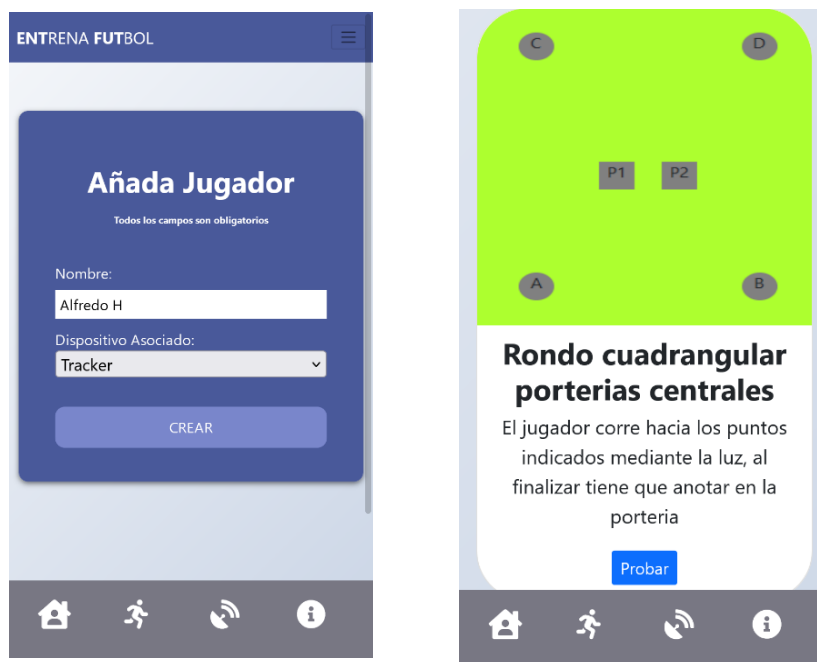 ENTRENA FUTBOL
Añada Jugador
Todos los campos son obligatorios
Nombre:
Alfredo H
Dispositivo Asociado:
Tracker
CREAR
C D
P1 P2
A B
Rondo cuadrangular
porterias centrales
El jugador corre hacia los puntos
indicados mediante la luz, al
finalizar tiene que anotar en la
porteria
Probar